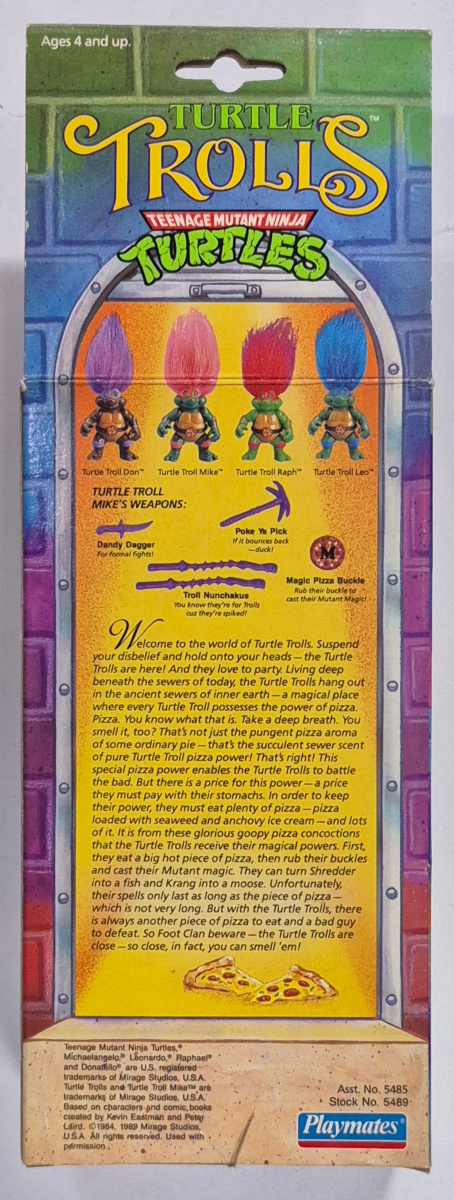 Ages 4 and up.
TURTLE
TROLLS™
TEENAGE MUTANT NINJA
TURTLES®
Turtle Troll Don™ Turtle Troll Mike™ Turtle Troll Raph™ Turtle Troll Leo™
TURTLE TROLL
MIKE'S WEAPONS:
Dandy Dagger
For formal fights!
Poke Ya Pick
If it bounces back
—duck!
Troll Nunchakus
You know they're for Trolls
cuz they're spiked!
M
Magic Pizza Buckle
Rub their buckle to
cast their Mutant Magic!
Welcome to the world of Turtle Trolls. Suspend
your disbelief and hold onto your heads — the Turtle
Trolls are here! And they love to party. Living deep
beneath the sewers of today, the Turtle Trolls hang out
in the ancient sewers of inner earth — a magical place
where every Turtle Troll possesses the power of pizza.
Pizza. You know what that is. Take a deep breath. You
smell it, too? That's not just the pungent pizza aroma
of some ordinary pie — that's the succulent sewer scent
of pure Turtle Troll pizza power! That's right! This
special pizza power enables the Turtle Trolls to battle
the bad. But there is a price for this power — a price
they must pay with their stomachs. In order to keep
their power, they must eat plenty of pizza — pizza
loaded with seaweed and anchovy ice cream — and lots
of it. It is from these glorious goopy pizza concoctions
that the Turtle Trolls receive their magical powers. First,
they eat a big hot piece of pizza, then rub their buckles
and cast their Mutant magic. They can turn Shredder
into a fish and Krang into a moose. Unfortunately,
their spells only last as long as the piece of pizza —
which is not very long. But with the Turtle Trolls, there
is always another piece of pizza to eat and a bad guy
to defeat. So Foot Clan beware — the Turtle Trolls are
close — so close, in fact, you can smell 'em!
Teenage Mutant Ninja Turtles,®
Michaelangelo,® Leonardo,® Raphael®
and Donatello® are U.S. registered
trademarks of Mirage Studios, U.S.A.
Turtle Trolls and Turtle Troll Mike™ are
trademarks of Mirage Studios, U.S.A.
Based on characters and comic books
created by Kevin Eastman and Peter
Laird. ©1984, 1989 Mirage Studios,
U.S.A. All rights reserved. Used with
permission.
Asst. No. 5485
Stock No. 5489
Playmates®